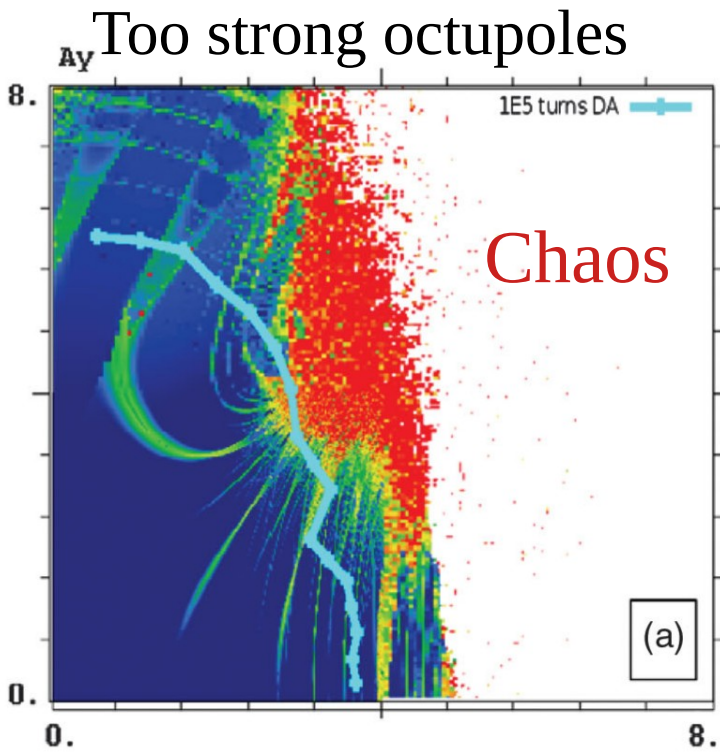 Too strong octupoles
Ay
8.
1E5 turns DA
Chaos
(a)
0.
0.
8.